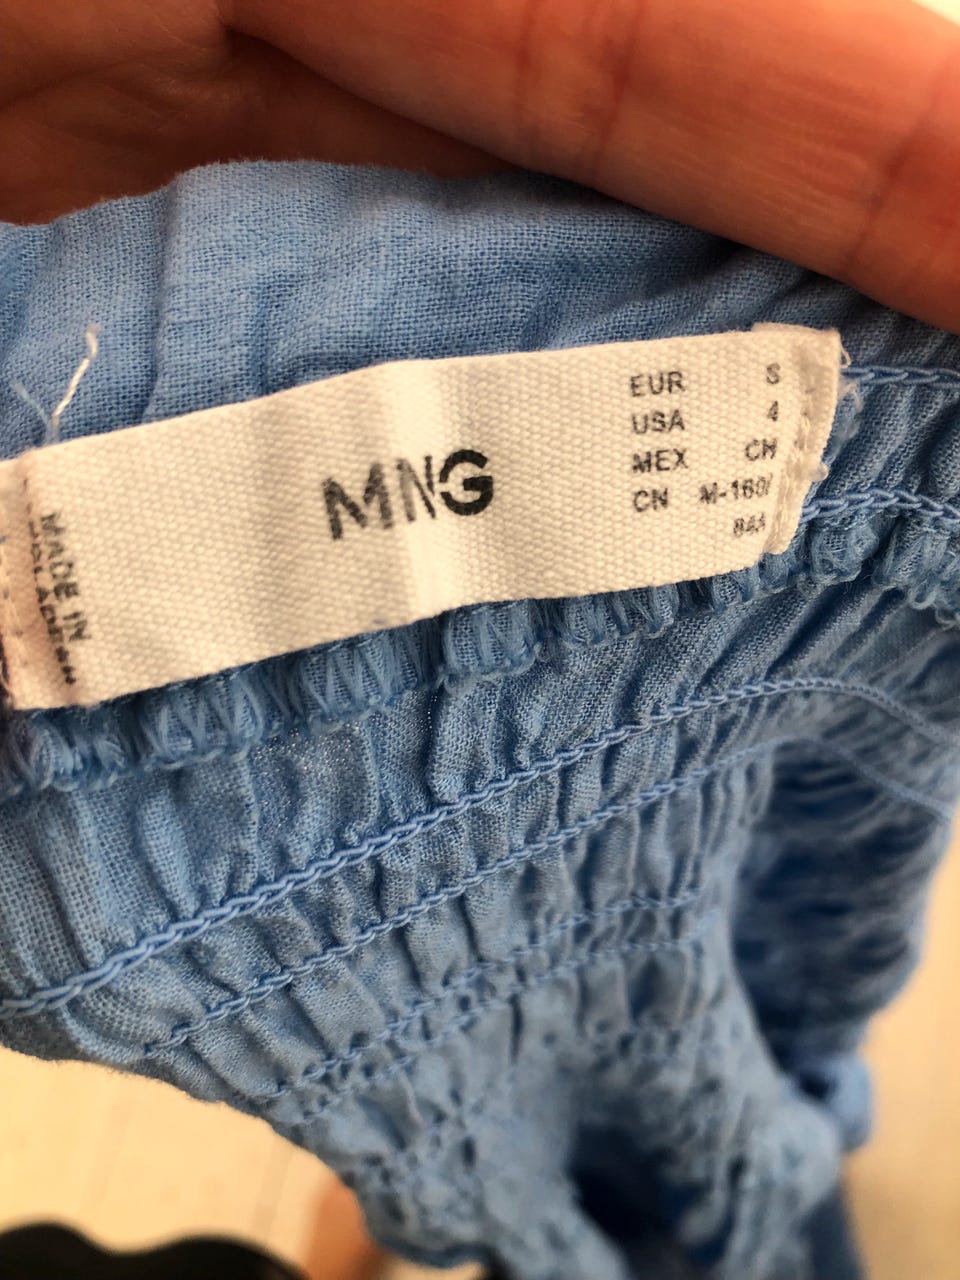 MNG
EUR S
USA 4
MEX CH
CN M-160/
84A
MADE IN